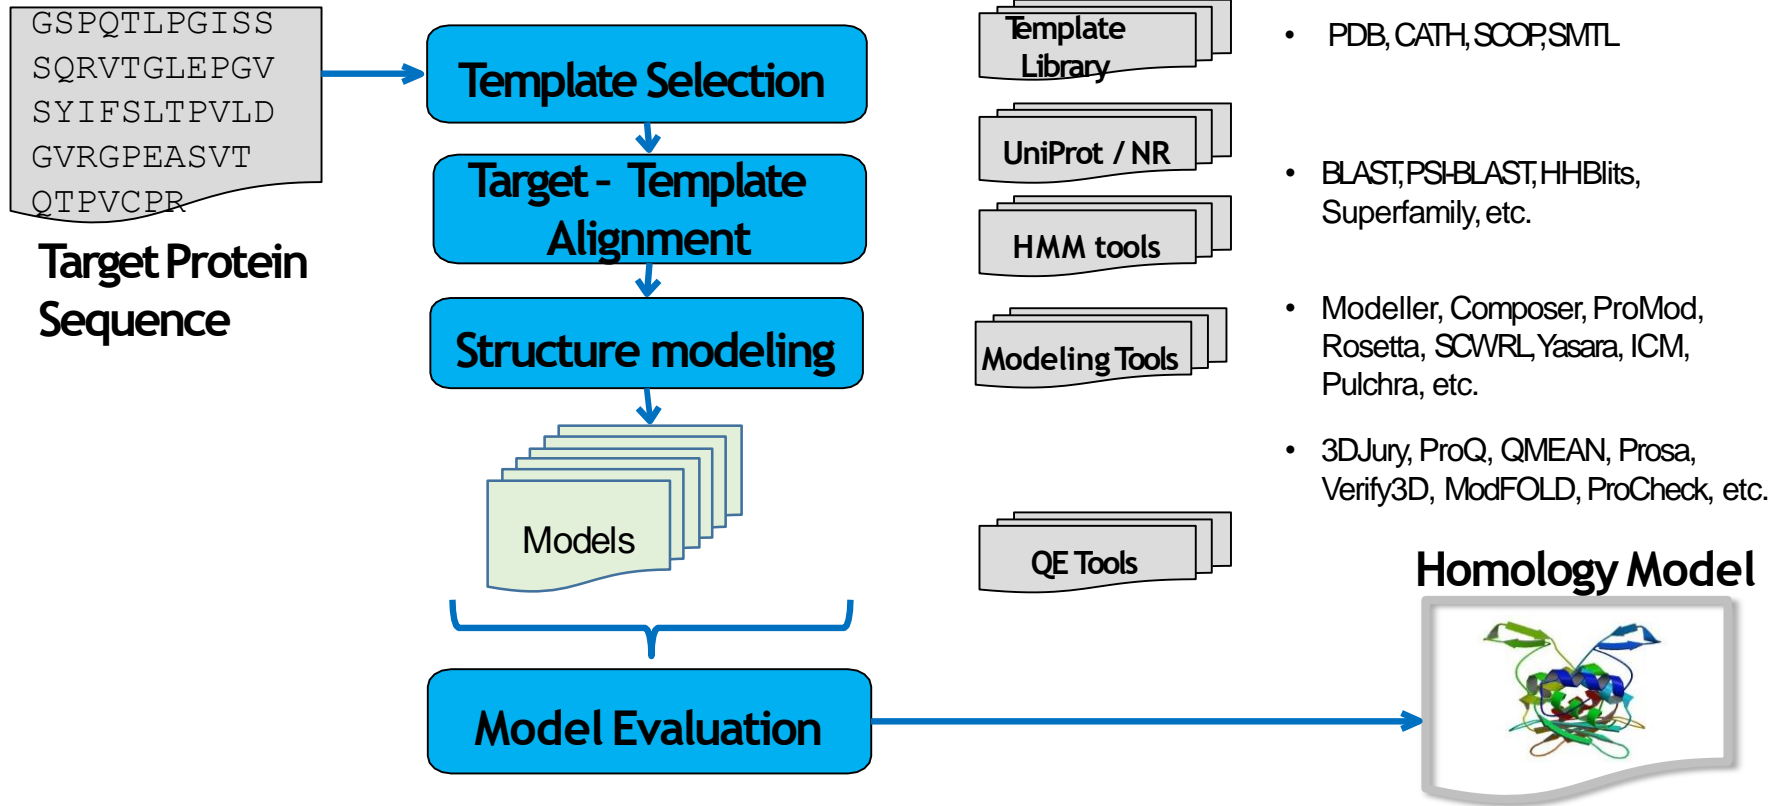 GSPQTLPGISS
SQRVTGLEPGV
SYIFSLTPVLD
GVRGPEASVT
QTPVCPR
Target Protein
Sequence
Template Selection
Target - Template
Alignment
Structure modeling
Models
Model Evaluation
Template
Library
UniProt / NR
HMM tools
Modeling Tools
QE Tools
• PDB, CATH, SCOP, SMTL
• BLAST, PSI-BLAST, HHBlits,
Superfamily, etc.
• Modeller, Composer, ProMod,
Rosetta, SCWRL, Yasara, ICM,
Pulchra, etc.
• 3DJury, ProQ, QMEAN, Prosa,
Verify3D, ModFOLD, ProCheck, etc.
Homology Model